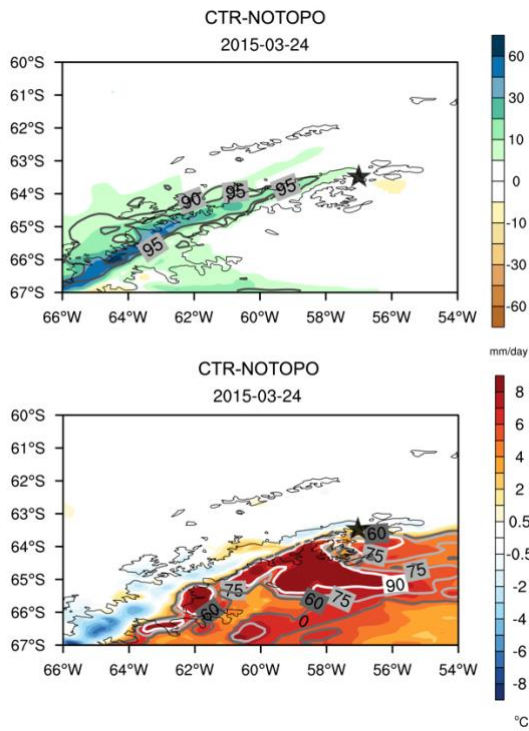 CTR-NOTOPO
2015-03-24
60°S
61°S
62°S
63°S
64°S
65°S
66°S
67°S
66°W 64°W 62°W 60°W 58°W 56°W 54°W
90 95 95
95
60
30
10
0
-10
-30
-60
mm/day
CTR-NOTOPO
2015-03-24
60°S
61°S
62°S
63°S
64°S
65°S
66°S
67°S
66°W 64°W 62°W 60°W 58°W 56°W 54°W
60
75
75 75
90
60 60 75
0
8
6
4
2
0.5
-0.5
-2
-4
-6
-8
°C